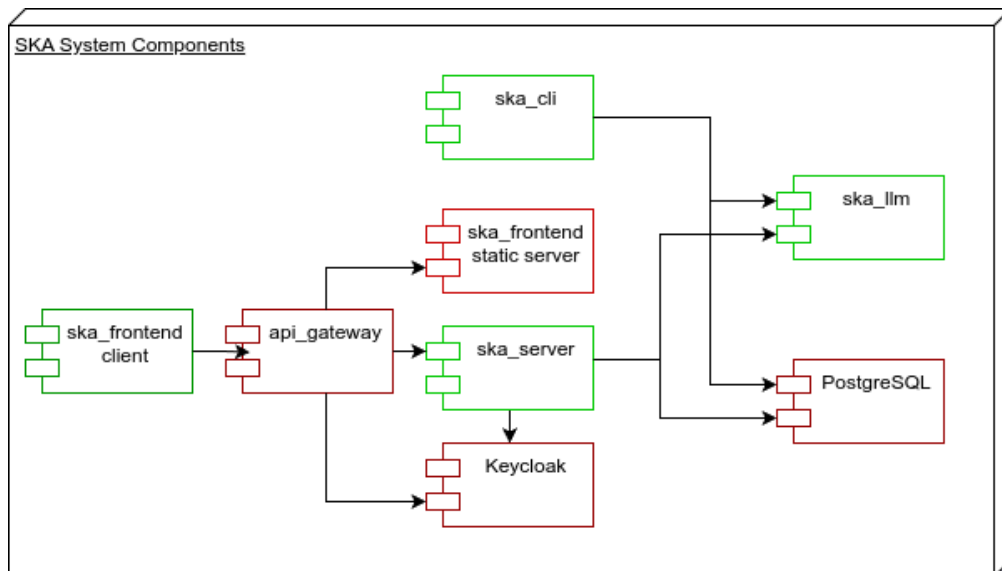 SKA System Components
ska_cli
ska_llm
ska_frontend
static server
ska_frontend
client
api_gateway
ska_server
PostgreSQL
Keycloak